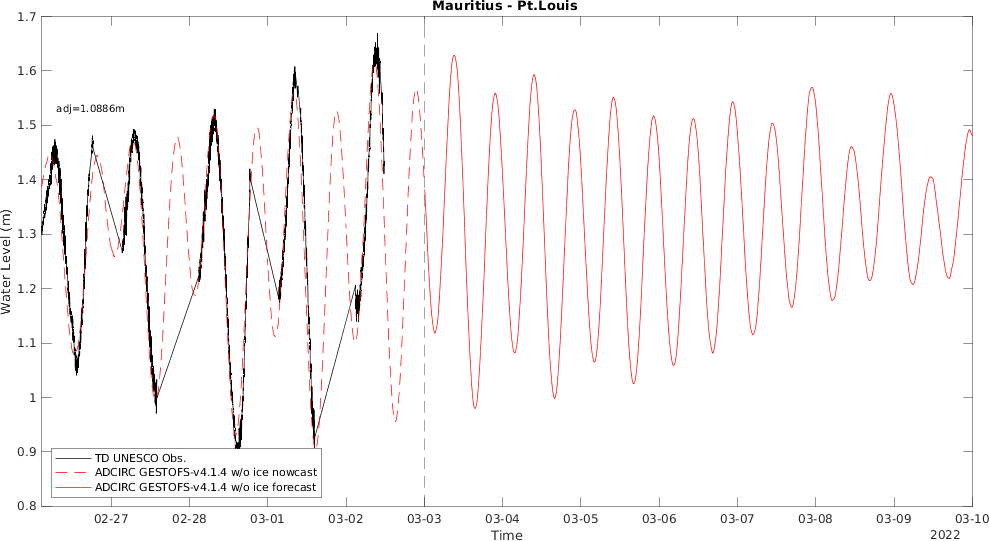 Mauritius - Pt.Louis
1.7
1.6
1.5
1.4
1.3
1.2
1.1
1
0.9
0.8
Water Level (m)
adj=1.0886m
TD UNESCO Obs.
ADCIRC GESTOFS-v4.1.4 w/o ice nowcast
ADCIRC GESTOFS-v4.1.4 w/o ice forecast
02-27 02-28 03-01 03-02 03-03 03-04 03-05 03-06 03-07 03-08 03-09 03-10
Time
2022